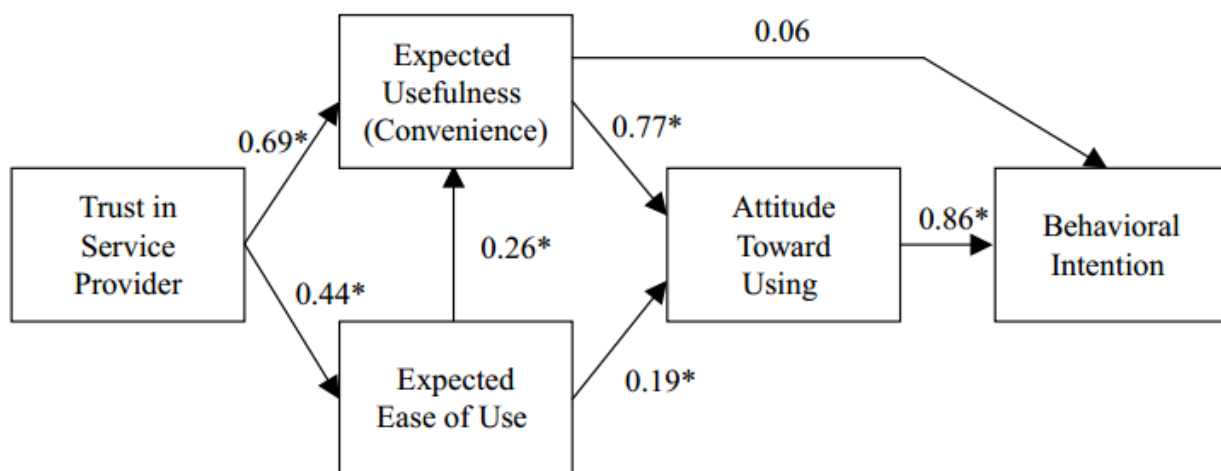 Expected
Usefulness
(Convenience)
0.06
0.69*
0.77*
Trust in
Service
Provider
Attitude
Toward
Using
0.86*
Behavioral
Intention
0.26*
0.44*
0.19*
Expected
Ease of Use